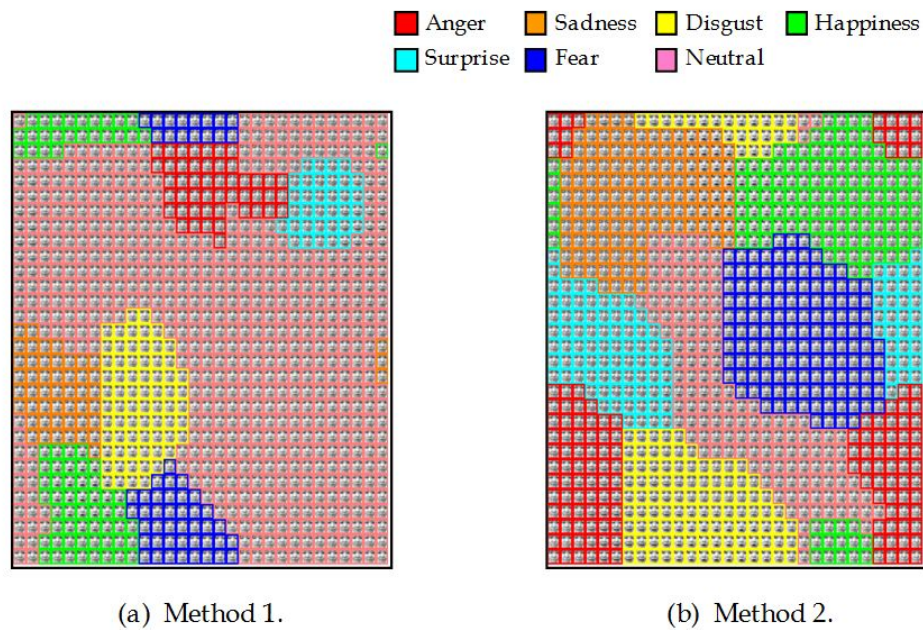 Anger Sadness Disgust Happiness
Surprise Fear Neutral
(a) Method 1. (b) Method 2.